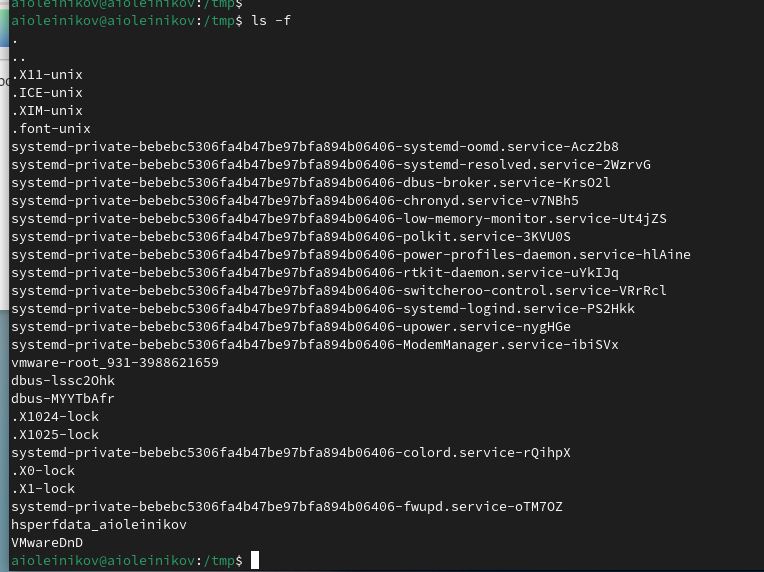 aioleinikov@aioleinikov:/tmp$
aioleinikov@aioleinikov:/tmp$ ls -f
.
..
.X11-unix
.ICE-unix
.XIM-unix
.font-unix
systemd-private-bebebc5306fa4b47be97bfa894b06406-systemd-oomd.service-Acz2b8
systemd-private-bebebc5306fa4b47be97bfa894b06406-systemd-resolved.service-2WzrvG
systemd-private-bebebc5306fa4b47be97bfa894b06406-dbus-broker.service-KrsO2l
systemd-private-bebebc5306fa4b47be97bfa894b06406-chronyd.service-v7NBh5
systemd-private-bebebc5306fa4b47be97bfa894b06406-low-memory-monitor.service-Ut4jZS
systemd-private-bebebc5306fa4b47be97bfa894b06406-polkit.service-3KVU0S
systemd-private-bebebc5306fa4b47be97bfa894b06406-power-profiles-daemon.service-hlAine
systemd-private-bebebc5306fa4b47be97bfa894b06406-rtkit-daemon.service-uYkIJq
systemd-private-bebebc5306fa4b47be97bfa894b06406-switcheroo-control.service-VRrRcl
systemd-private-bebebc5306fa4b47be97bfa894b06406-systemd-logind.service-PS2Hkk
systemd-private-bebebc5306fa4b47be97bfa894b06406-upower.service-nygHGe
systemd-private-bebebc5306fa4b47be97bfa894b06406-ModemManager.service-ibiSVx
vmware-root_931-3988621659
dbus-lssc2Ohk
dbus-MYYTbAfr
.X1024-lock
.X1025-lock
systemd-private-bebebc5306fa4b47be97bfa894b06406-colord.service-rQihpX
.X0-lock
.X1-lock
systemd-private-bebebc5306fa4b47be97bfa894b06406-fwupd.service-oTM7OZ
hsperfdata_aioleinikov
VMwareDnD
aioleinikov@aioleinikov:/tmp$